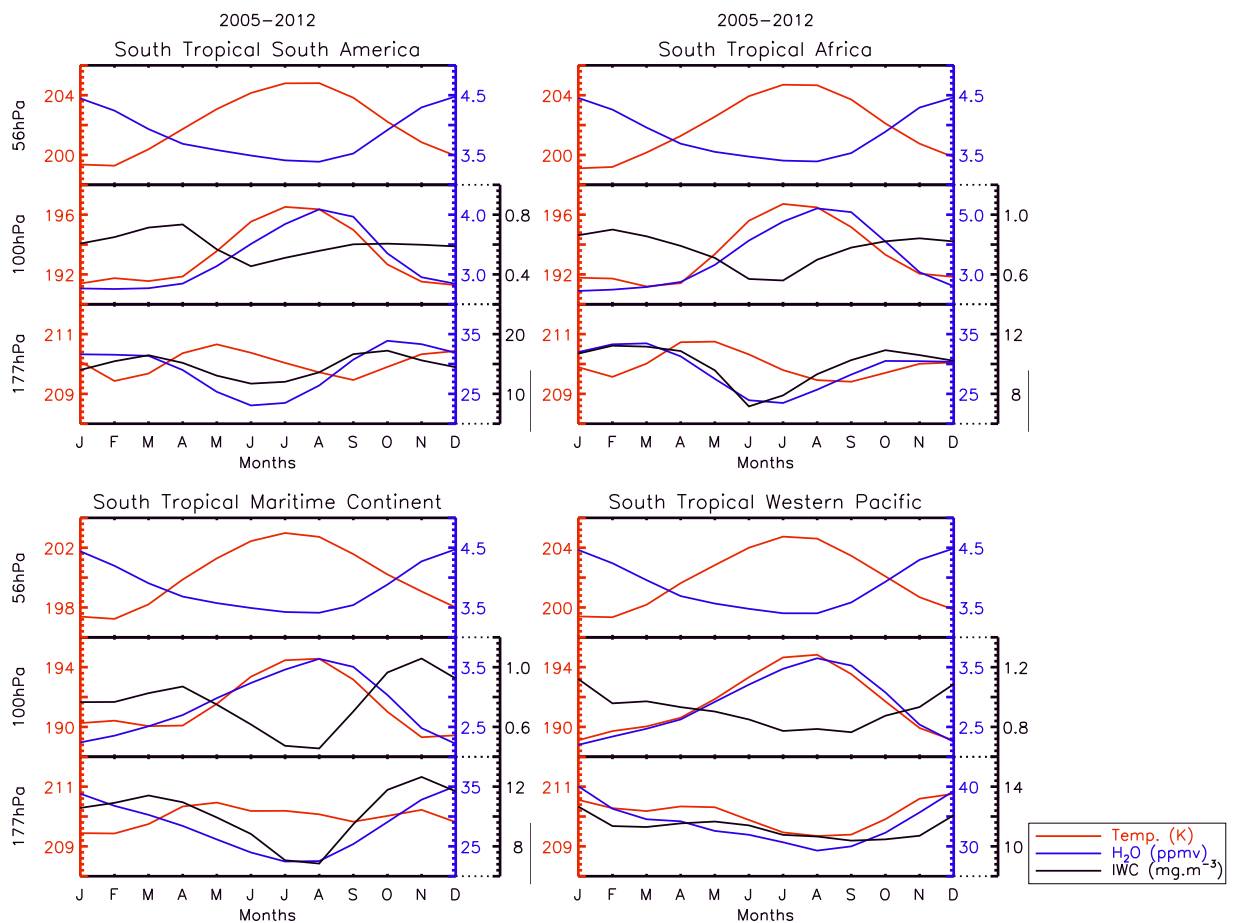 2005-2012 2005-2012
South Tropical South America South Tropical Africa
56hPa 204 200 4.5 3.5 204 200 4.5 3.5
100hPa 196 192 4.0 3.0 0.8 0.4 196 192 5.0 3.0 1.0 0.6
177hPa 211 209 35 25 20 10 211 209 35 25 12 8
J F M A M J J A S O N D J F M A M J J A S O N D
Months Months
South Tropical Maritime Continent South Tropical Western Pacific
56hPa 202 198 4.5 3.5 204 200 4.5 3.5
100hPa 194 190 3.5 2.5 1.0 0.6 194 190 3.5 2.5 1.2 0.8
177hPa 211 209 35 25 12 8 211 209 40 30 14 10
J F M A M J J A S O N D J F M A M J J A S O N D
Months Months
Temp. (K)
H₂O (ppmv)
IWC (mg.m⁻³)